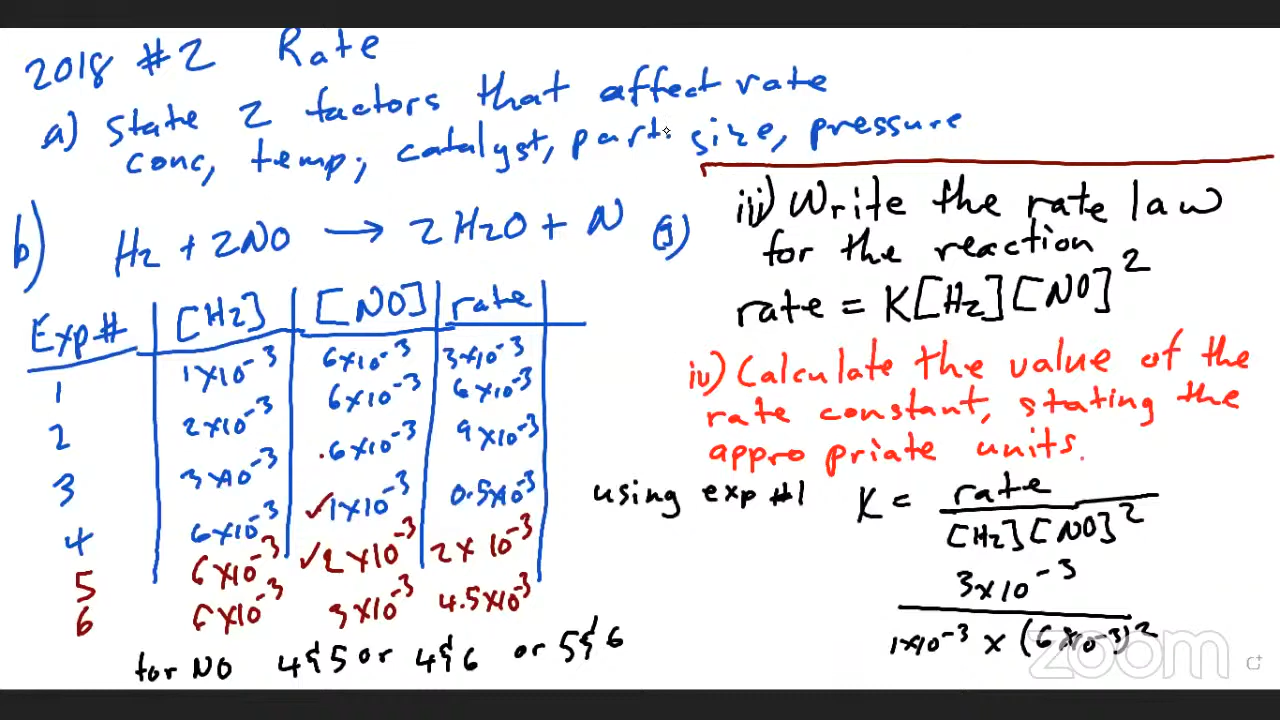 2018 #2 Rate
a) state 2 factors that affect rate
conc, temp, catalyst, part size, pressure
b) H2 + 2NO → 2H2O + N (g)
Exp# [H2] [NO] rate
1 1×10⁻³ 6×10⁻³ 3×10⁻³
2 2×10⁻³ 6×10⁻³ 6×10⁻³
3 3×10⁻³ .6×10⁻³ 9×10⁻³
4 6×10⁻³ ✓1×10⁻³ 0.5×10⁻³
5 6×10⁻³ ✓2×10⁻³ 2×10⁻³
6 6×10⁻³ 3×10⁻³ 4.5×10⁻³
for NO 4&5 or 4&6 or 5&6
iii) Write the rate law
for the reaction
rate = K[H2][NO]²
iv) Calculate the value of the
rate constant, stating the
appropriate units.
using exp #1 K = rate
[H2][NO]²
3×10⁻³
1×10⁻³ × (6×10⁻³)²
zoom